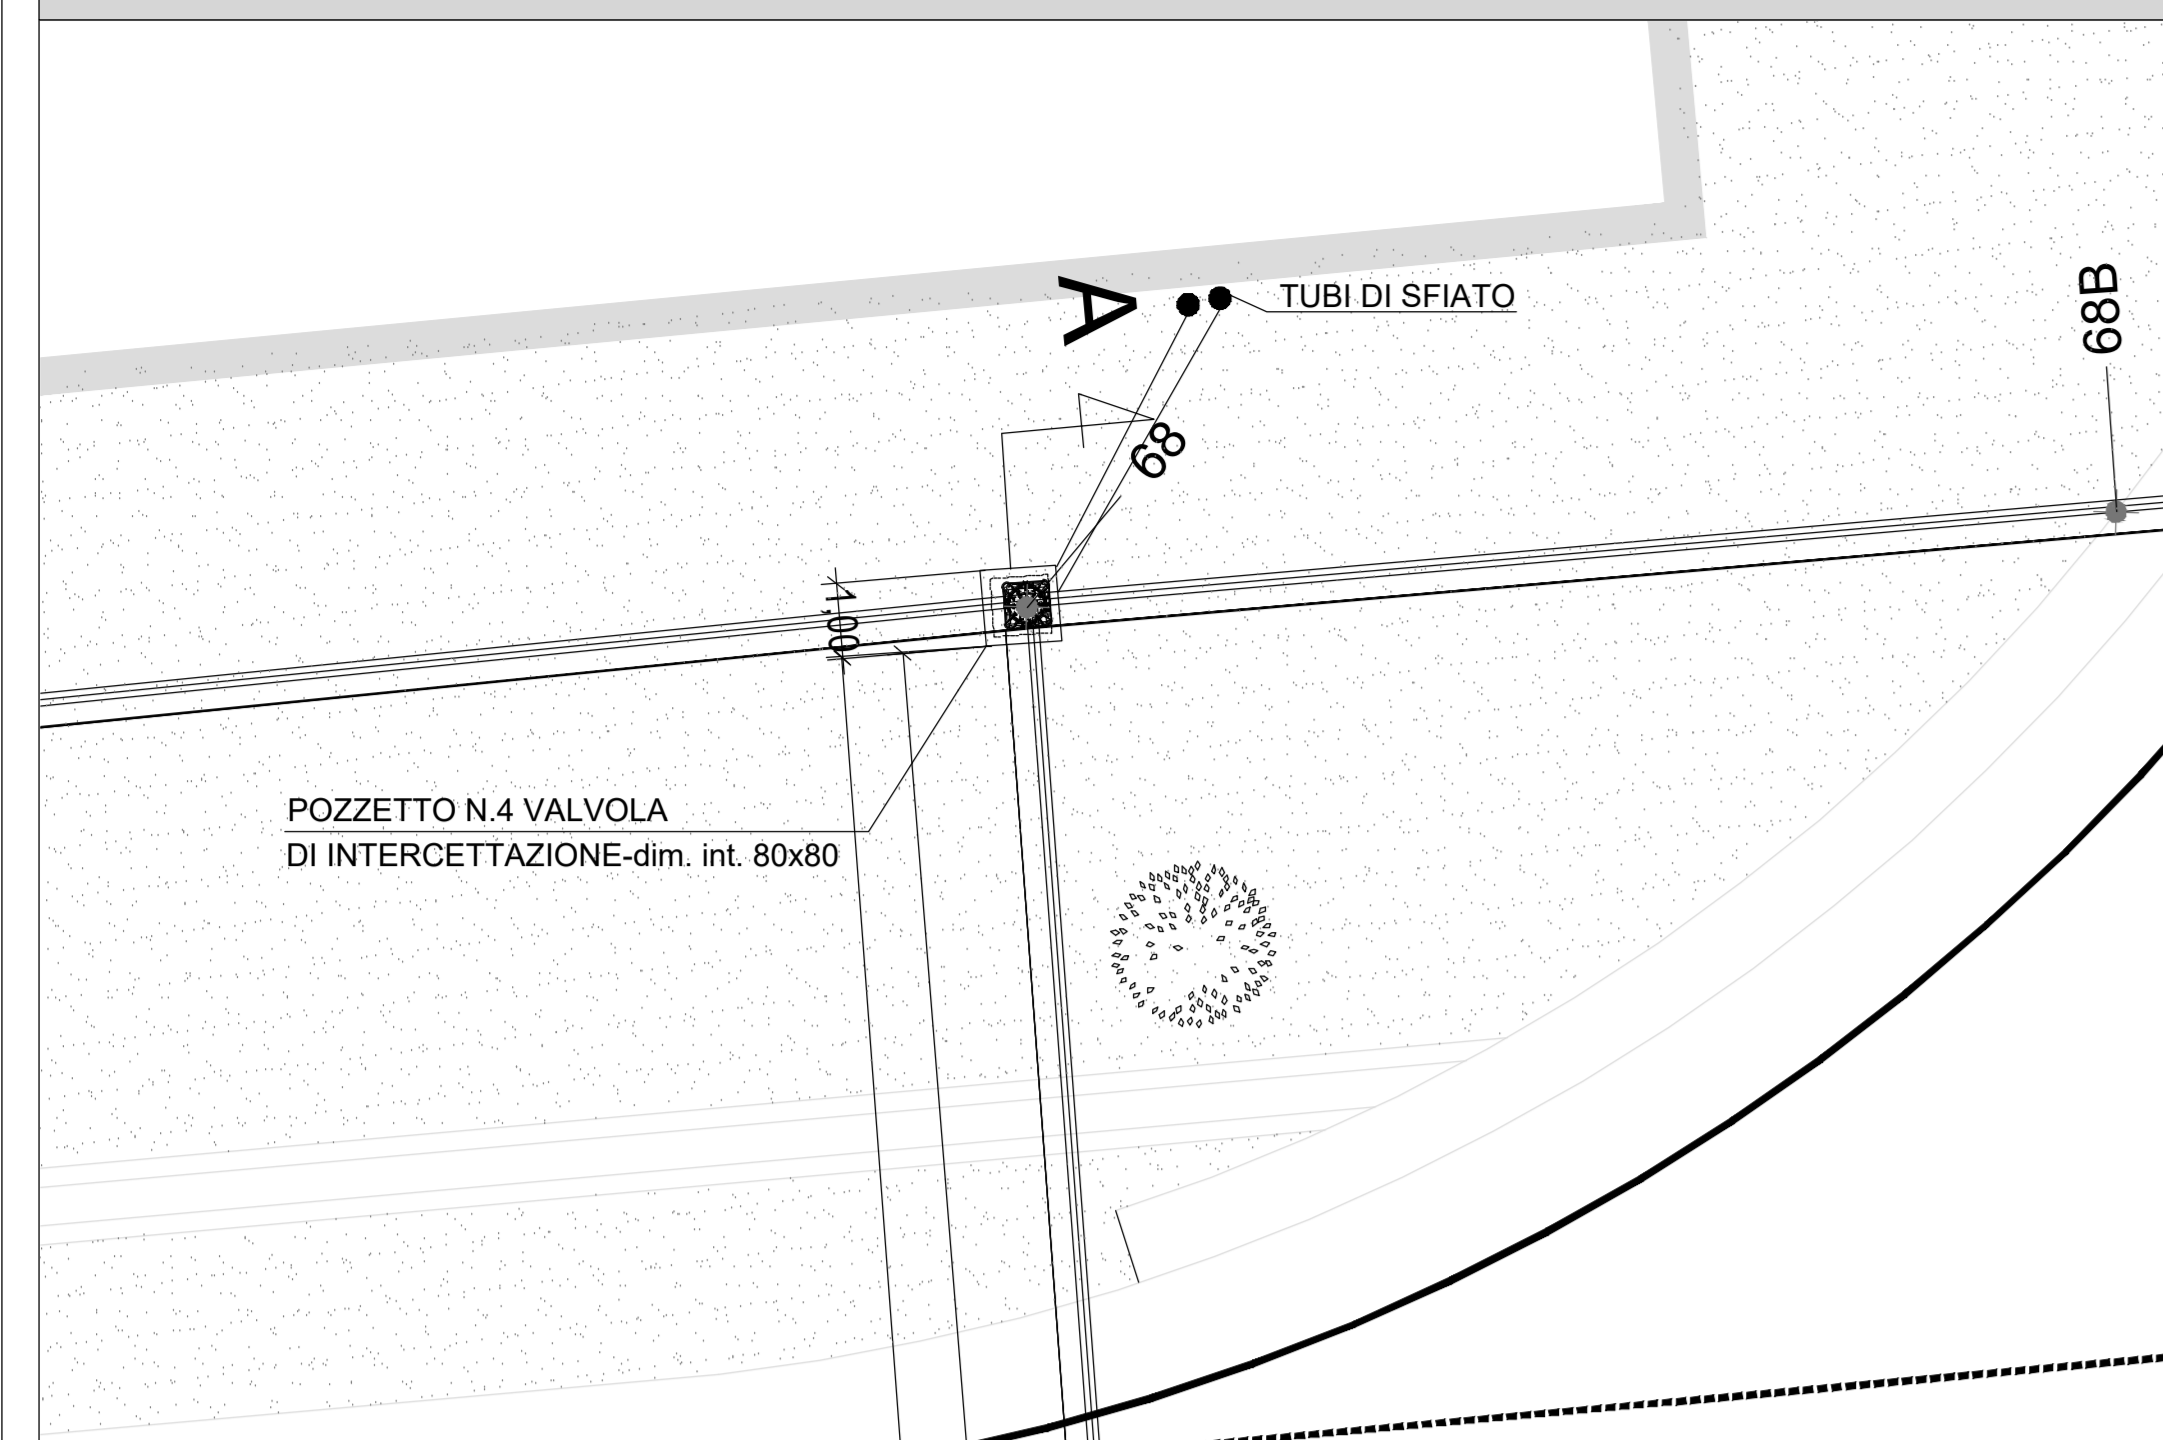 A
TUBI DI SFIATO
68B
68
1,00
POZZETTO N.4 VALVOLA
DI INTERCETTAZIONE-dim. int. 80x80